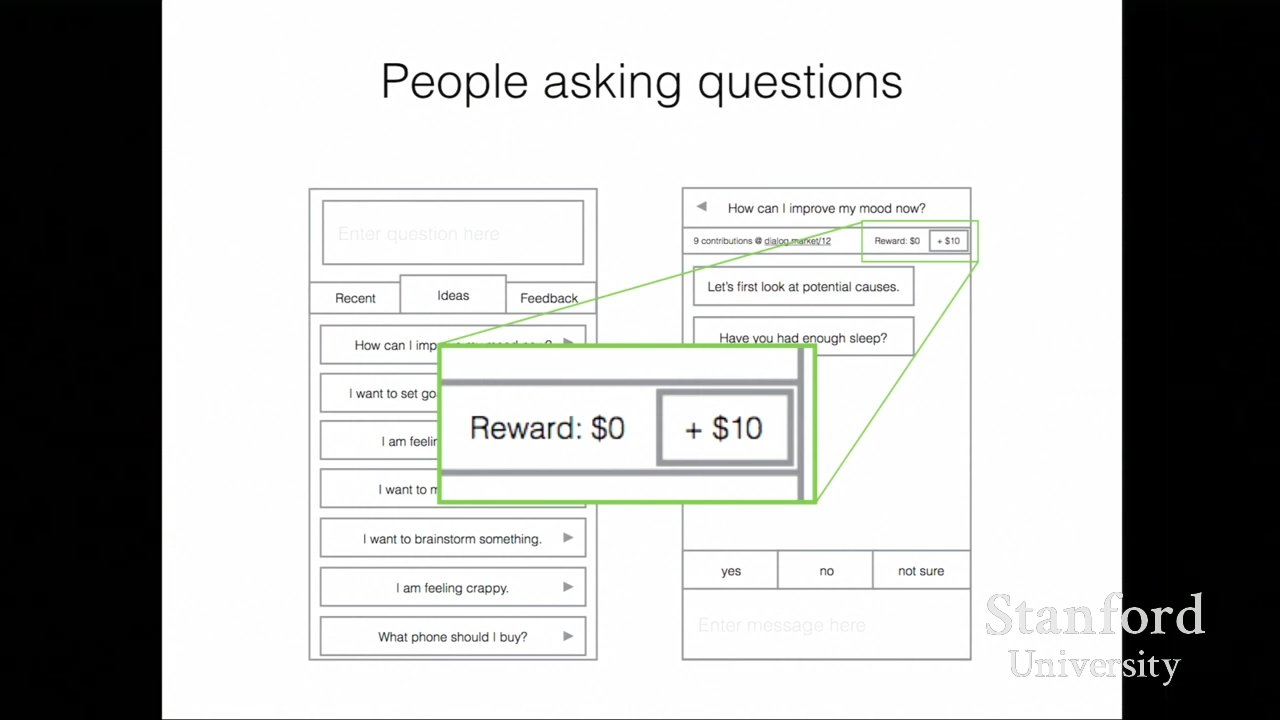 People asking questions
Enter question here
Recent
Ideas
Feedback
How can I imp
I want to set go
I am feelin
I want to m
I want to brainstorm something.
I am feeling crappy.
What phone should I buy?
How can I improve my mood now?
9 contributions @ dialog.market/12
Reward: $0
+ $10
Let's first look at potential causes.
Have you had enough sleep?
Reward: $0
+ $10
yes
no
not sure
Enter message here
Stanford
University